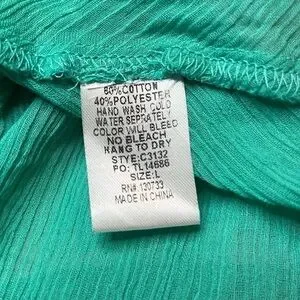 60%COTTON
40%POLYESTER
HAND WASH COLD
WATER SEPRATELY
COLOR WILL BLEED
NO BLEACH
HANG TO DRY
STYE:C3132
PO: TL14686
SIZE:L
RN#:130733
MADE IN CHINA